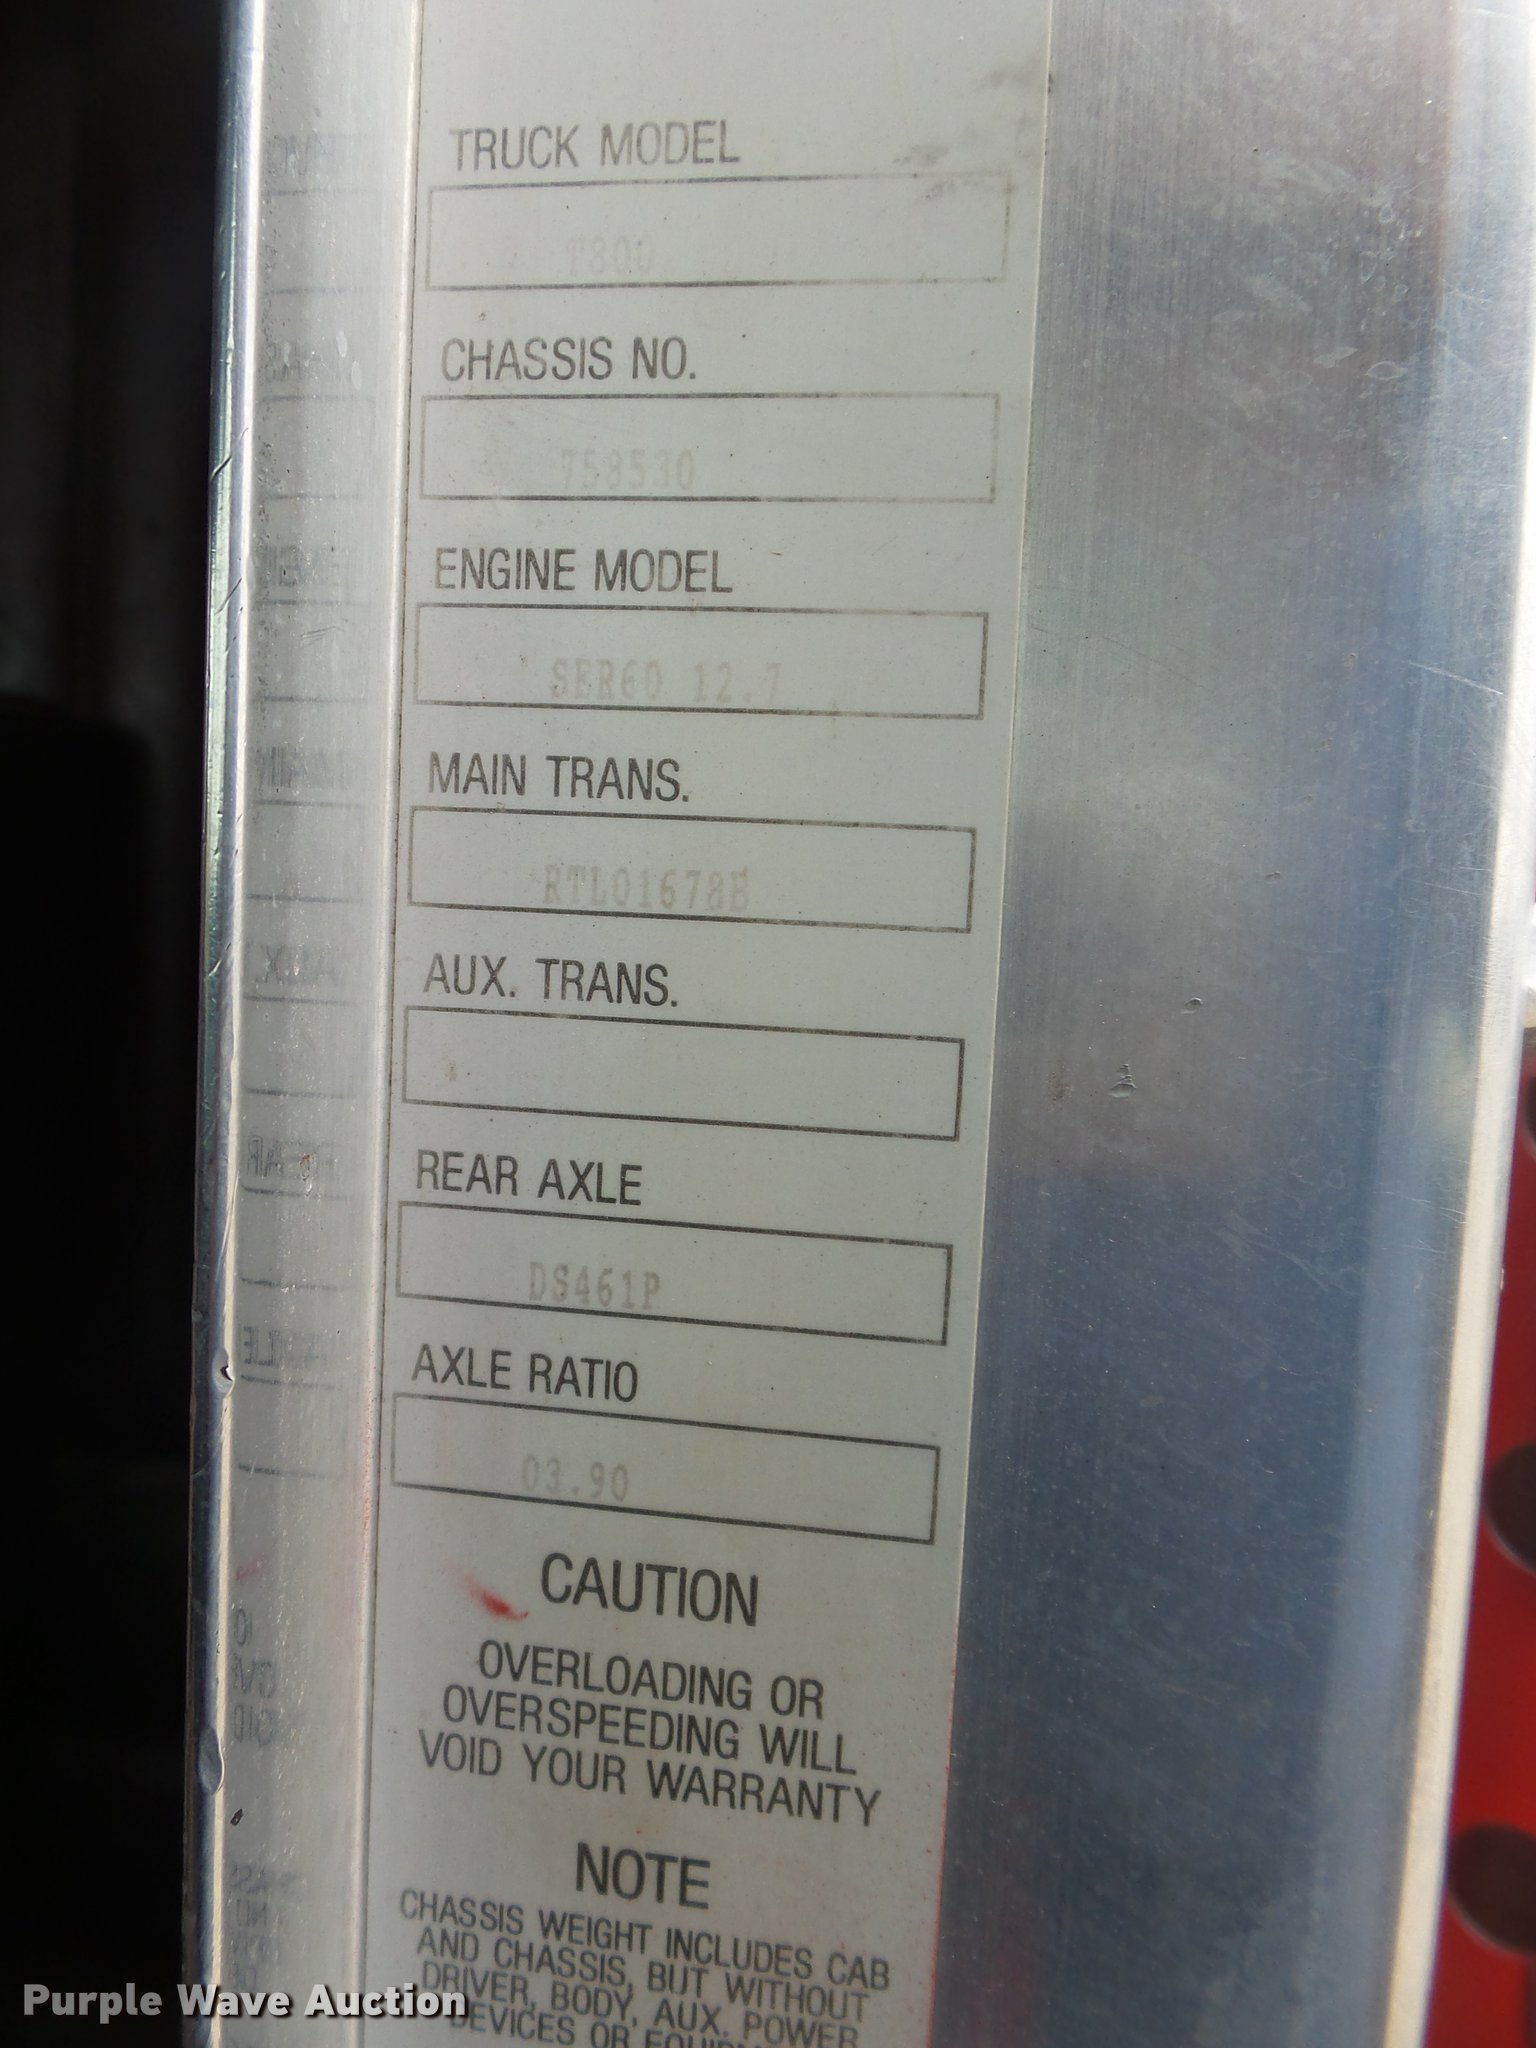 TRUCK MODEL
T800
CHASSIS NO.
758530
ENGINE MODEL
SER60 12.7
MAIN TRANS.
RTLO1678B
AUX. TRANS.
REAR AXLE
DS461P
AXLE RATIO
03.90
CAUTION
OVERLOADING OR
OVERSPEEDING WILL
VOID YOUR WARRANTY
NOTE
CHASSIS WEIGHT INCLUDES CAB
AND CHASSIS, BUT WITHOUT
DRIVER, BODY, AUX. POWER
DEVICES OR
Purple Wave Auction